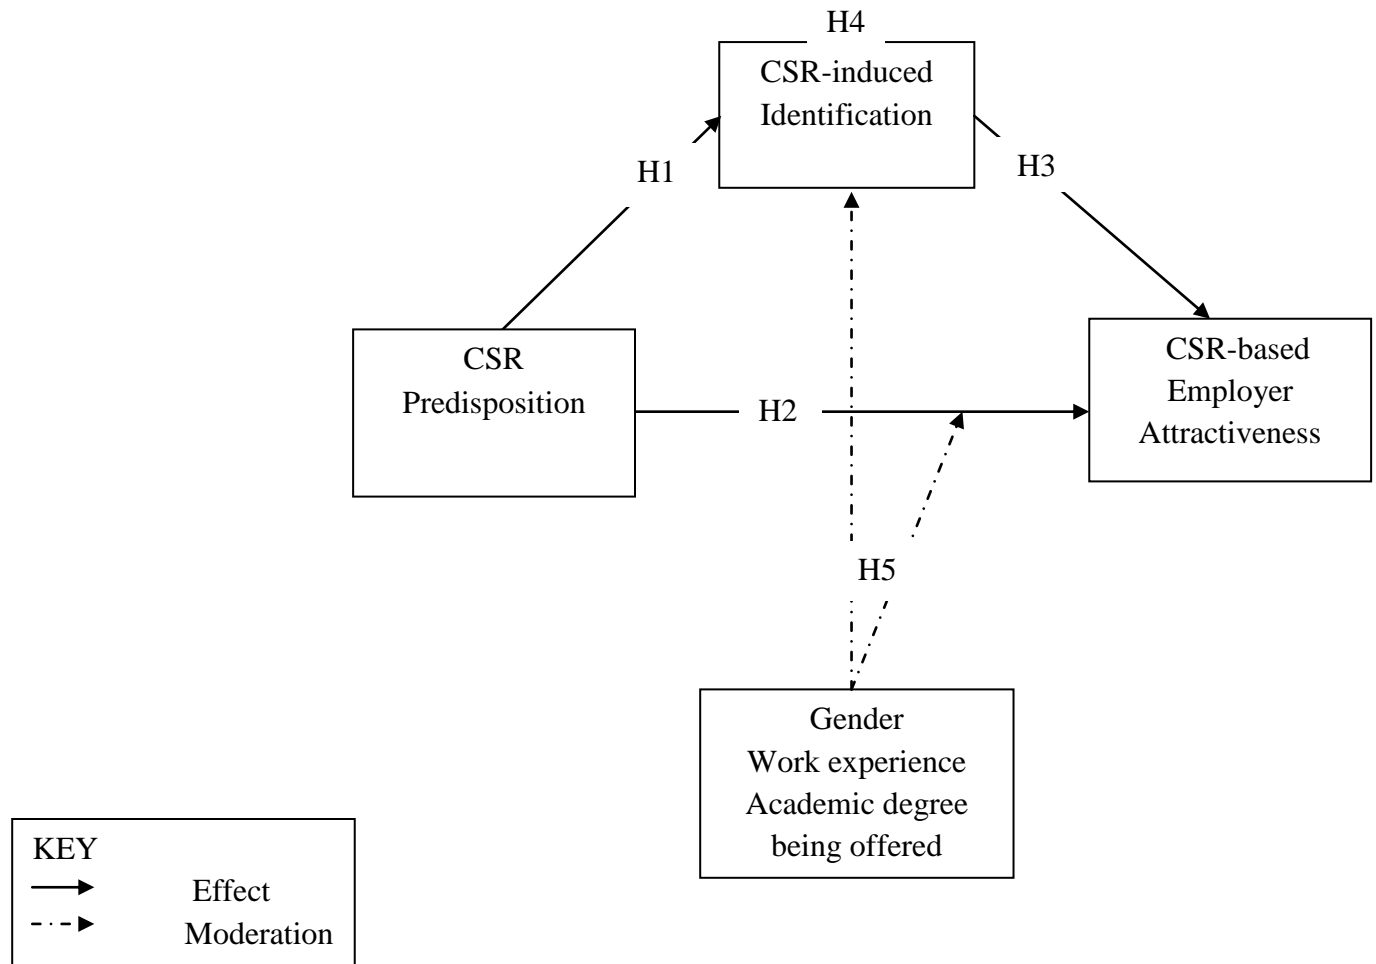 H4
CSR-induced
Identification
H1
H3
CSR
Predisposition
H2
CSR-based
Employer
Attractiveness
H5
Gender
Work experience
Academic degree
being offered
KEY
Effect
Moderation